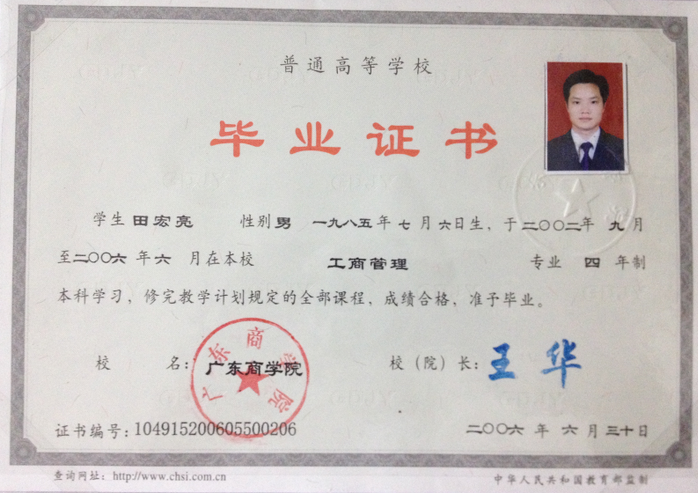 普通高等学校
毕业证书
学生 田宏亮 性别 男 一九八五年 七月 六日生，于二〇〇二年 九月
至二〇〇六年六月在本校 工商管理 专业 四年制
本科学习，修完教学计划规定的全部课程，成绩合格，准予毕业。
校 名：广东商学院 校（院）长：王华
广东商学院
证书编号：104915200605500206 二〇〇六年 六月三十日
查询网址：http://www.chsi.com.cn 中华人民共和国教育部监制